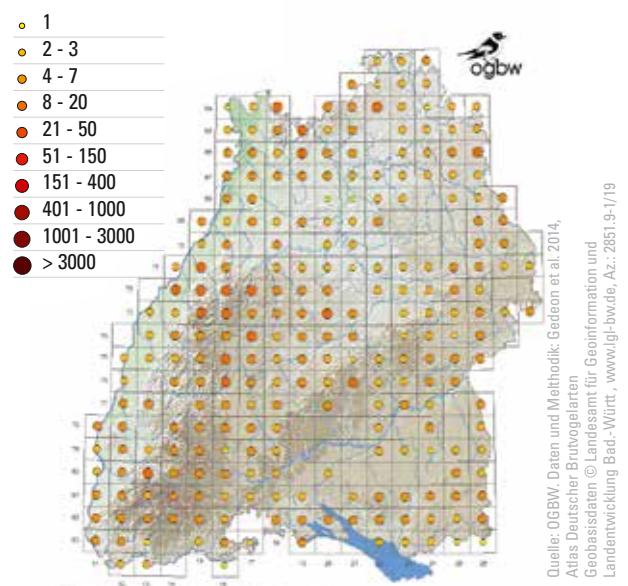 1
2 - 3
4 - 7
8 - 20
21 - 50
51 - 150
151 - 400
401 - 1000
1001 - 3000
> 3000
ogbw
Quelle: OGBW. Daten und Melthodik: Gedeon et al. 2014,
Atlas Deutscher Brutvogelarten
Geobasisdaten © Landesamt für Geoinformation und
Landentwicklung Bad.-Württ., www.lgl-bw.de, Az.: 2851.9-1/19